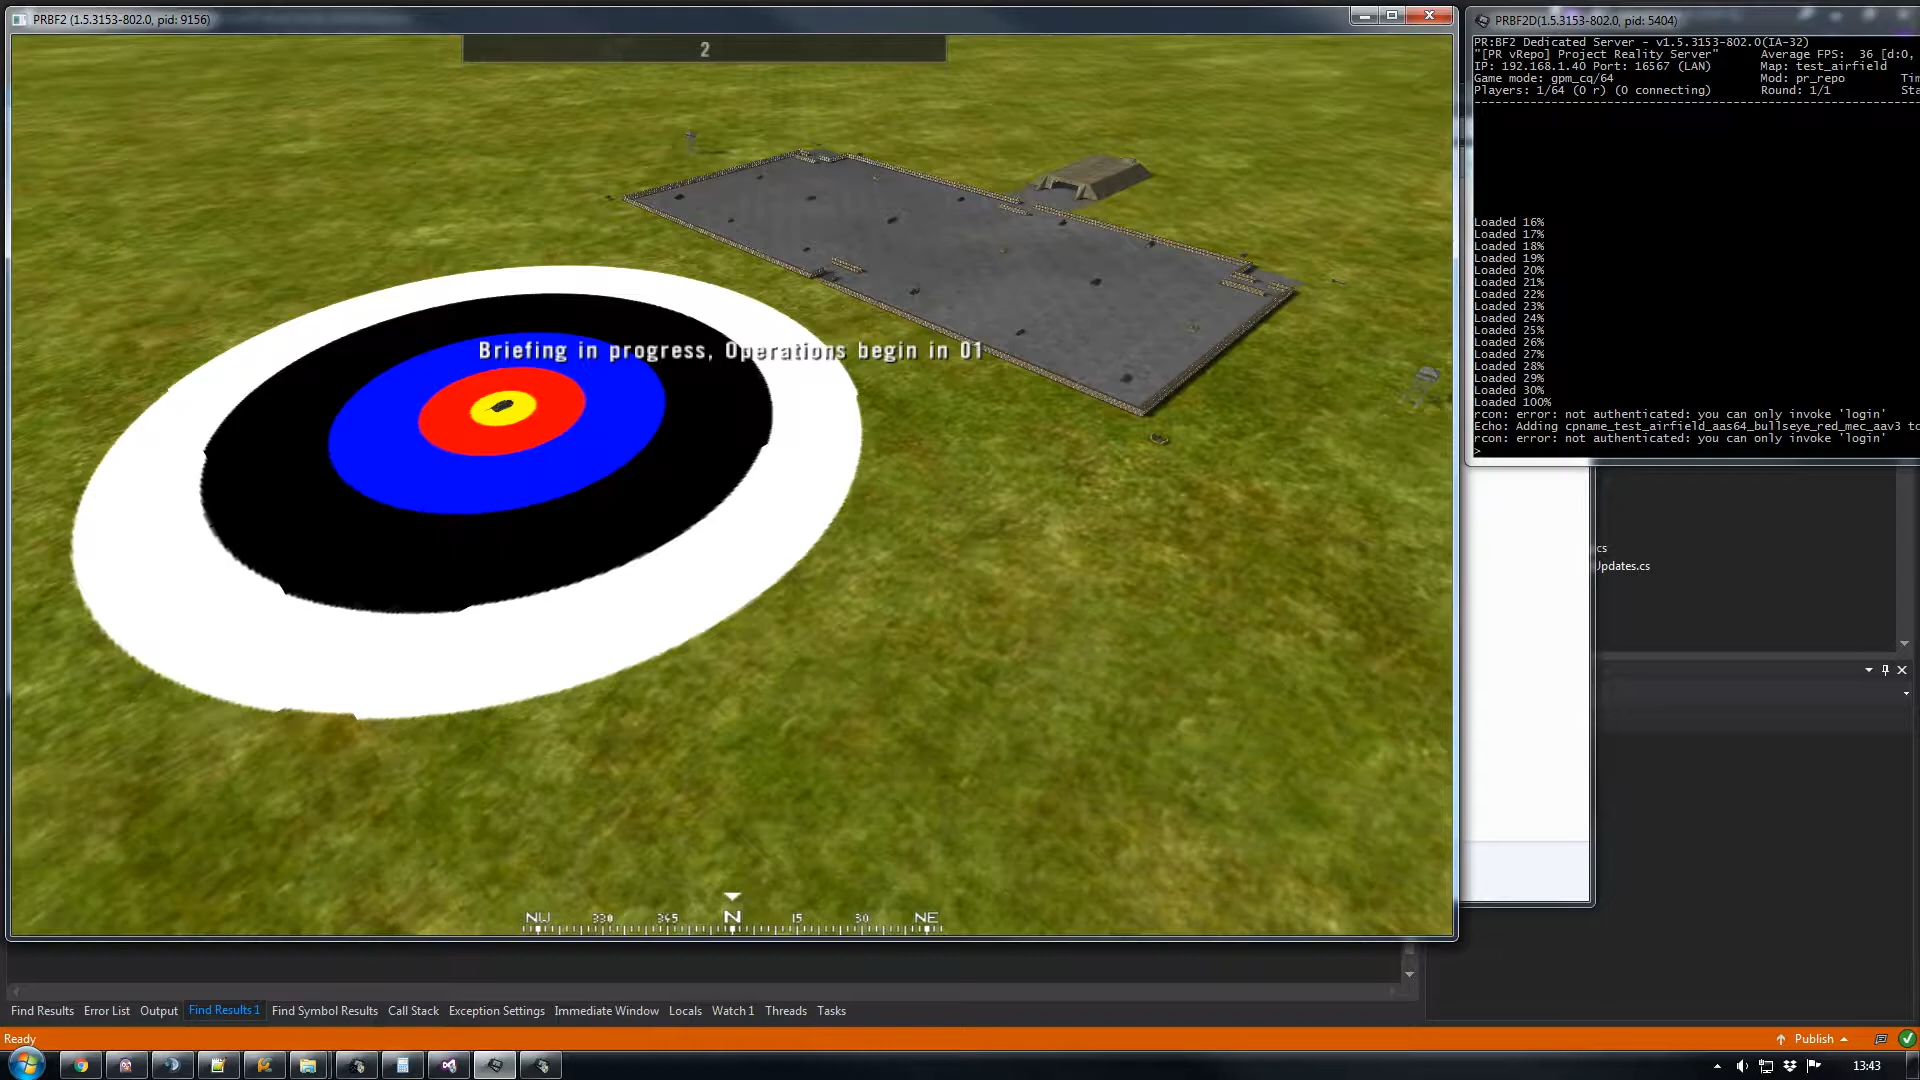 PRBF2 (1.5.3153-802.0, pid: 9156)
2
Briefing in progress, Operations begin in 01
NW 330 345 N 15 30 NE
PRBF2D(1.5.3153-802.0, pid: 5404)
PR:BF2 Dedicated Server - v1.5.3153-802.0(IA-32)
"[PR vRepo] Project Reality Server" Average FPS: 36 [d:0,
IP: 192.168.1.40 Port: 16567 (LAN) Map: test_airfield
Game mode: gpm_cq/64 Mod: pr_repo Tim
Players: 1/64 (0 r) (0 connecting) Round: 1/1 Sta
Loaded 16%
Loaded 17%
Loaded 18%
Loaded 19%
Loaded 20%
Loaded 21%
Loaded 22%
Loaded 23%
Loaded 24%
Loaded 25%
Loaded 26%
Loaded 27%
Loaded 28%
Loaded 29%
Loaded 30%
Loaded 100%
rcon: error: not authenticated: you can only invoke 'login'
Echo: Adding cpname_test_airfield_aas64_bullseye_red_mec_aav3 to
rcon: error: not authenticated: you can only invoke 'login'
>
cs
Updates.cs
Find Results Error List Output Find Results 1 Find Symbol Results Call Stack Exception Settings Immediate Window Locals Watch 1 Threads Tasks
Ready
Publish
13:43